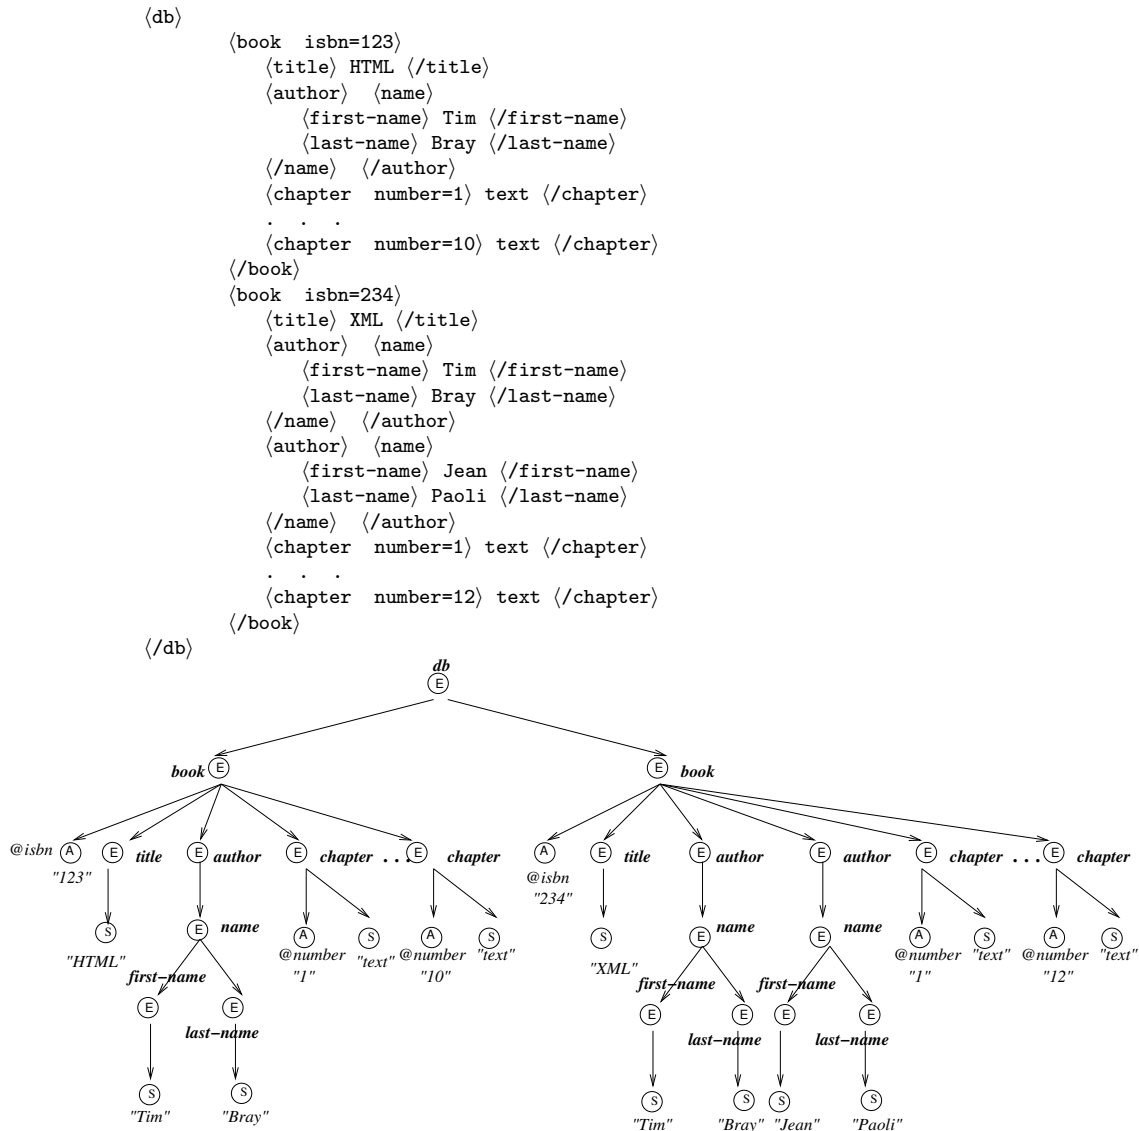 ⟨db⟩
⟨book isbn=123⟩
⟨title⟩ HTML ⟨/title⟩
⟨author⟩ ⟨name⟩
⟨first-name⟩ Tim ⟨/first-name⟩
⟨last-name⟩ Bray ⟨/last-name⟩
⟨/name⟩ ⟨/author⟩
⟨chapter number=1⟩ text ⟨/chapter⟩
. . .
⟨chapter number=10⟩ text ⟨/chapter⟩
⟨/book⟩
⟨book isbn=234⟩
⟨title⟩ XML ⟨/title⟩
⟨author⟩ ⟨name⟩
⟨first-name⟩ Tim ⟨/first-name⟩
⟨last-name⟩ Bray ⟨/last-name⟩
⟨/name⟩ ⟨/author⟩
⟨author⟩ ⟨name⟩
⟨first-name⟩ Jean ⟨/first-name⟩
⟨last-name⟩ Paoli ⟨/last-name⟩
⟨/name⟩ ⟨/author⟩
⟨chapter number=1⟩ text ⟨/chapter⟩
. . .
⟨chapter number=12⟩ text ⟨/chapter⟩
⟨/book⟩
⟨/db⟩
db
E
book E E book
@isbn A E title E author E chapter ... E chapter A E title E author E author E chapter ... E chapter
"123" @isbn
"234"
S E name A S A S S E name E name A S A S
"HTML" @number "text" @number "text" "XML" @number "text" @number "text"
"1" "10" "1" "12"
first-name first-name first-name
E E E E E E
last-name last-name last-name
S S S S S S
"Tim" "Bray" "Tim" "Bray" "Jean" "Paoli"